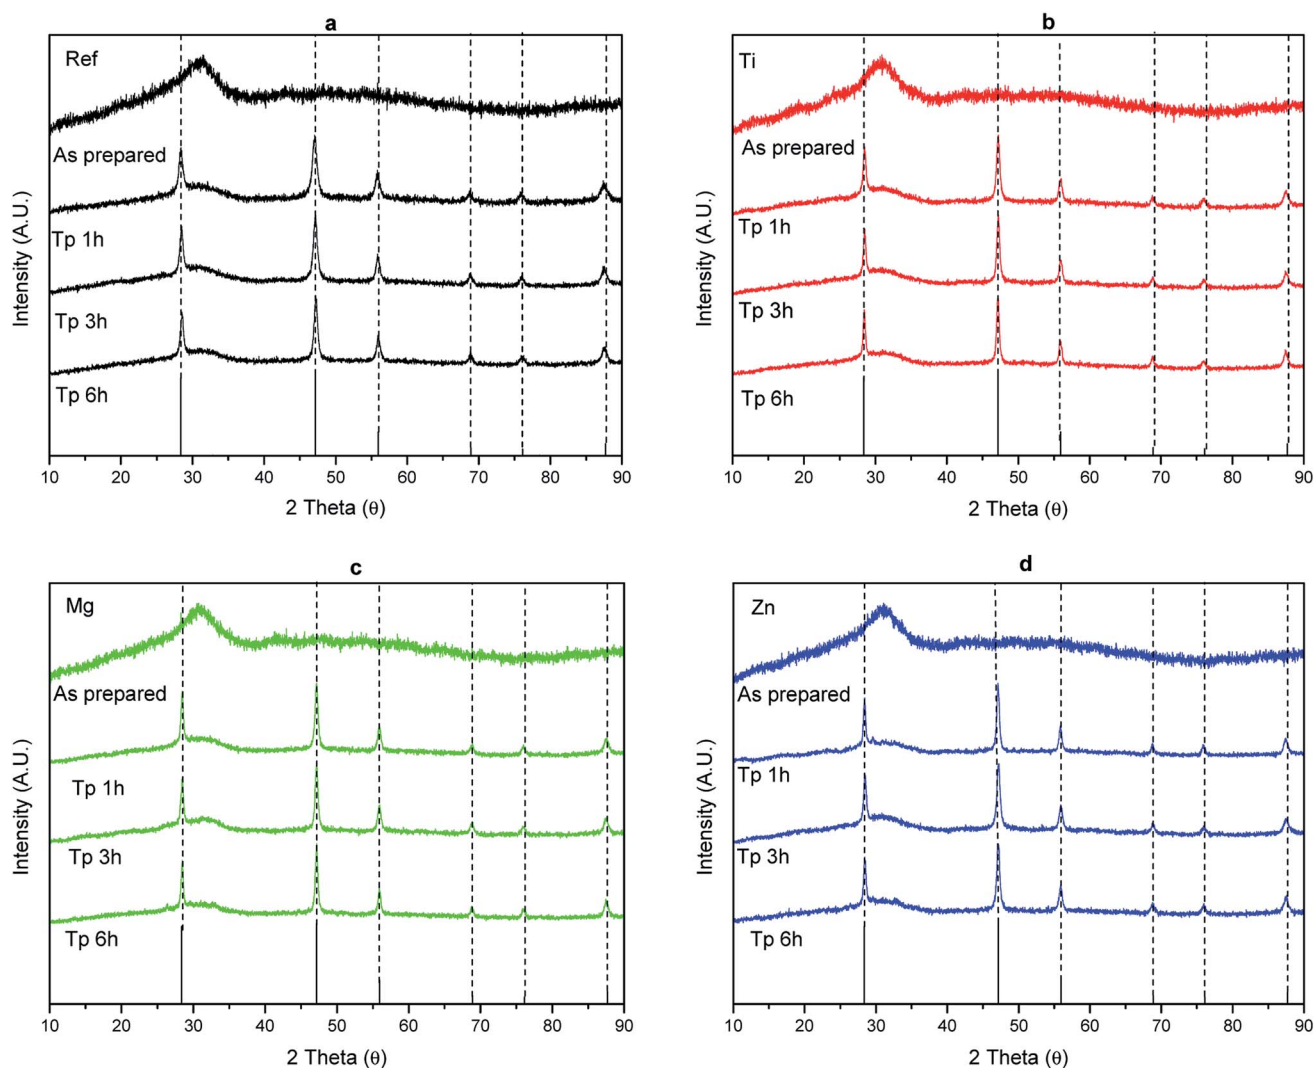 a
Ref
As prepared
Tp 1h
Tp 3h
Tp 6h
Intensity (A.U.)
10 20 30 40 50 60 70 80 90
2 Theta (θ)
b
Ti
As prepared
Tp 1h
Tp 3h
Tp 6h
Intensity (A.U.)
10 20 30 40 50 60 70 80 90
2 Theta (θ)
c
Mg
As prepared
Tp 1h
Tp 3h
Tp 6h
Intensity (A.U.)
10 20 30 40 50 60 70 80 90
2 Theta (θ)
d
Zn
As prepared
Tp 1h
Tp 3h
Tp 6h
Intensity (A.U.)
10 20 30 40 50 60 70 80 90
2 Theta (θ)